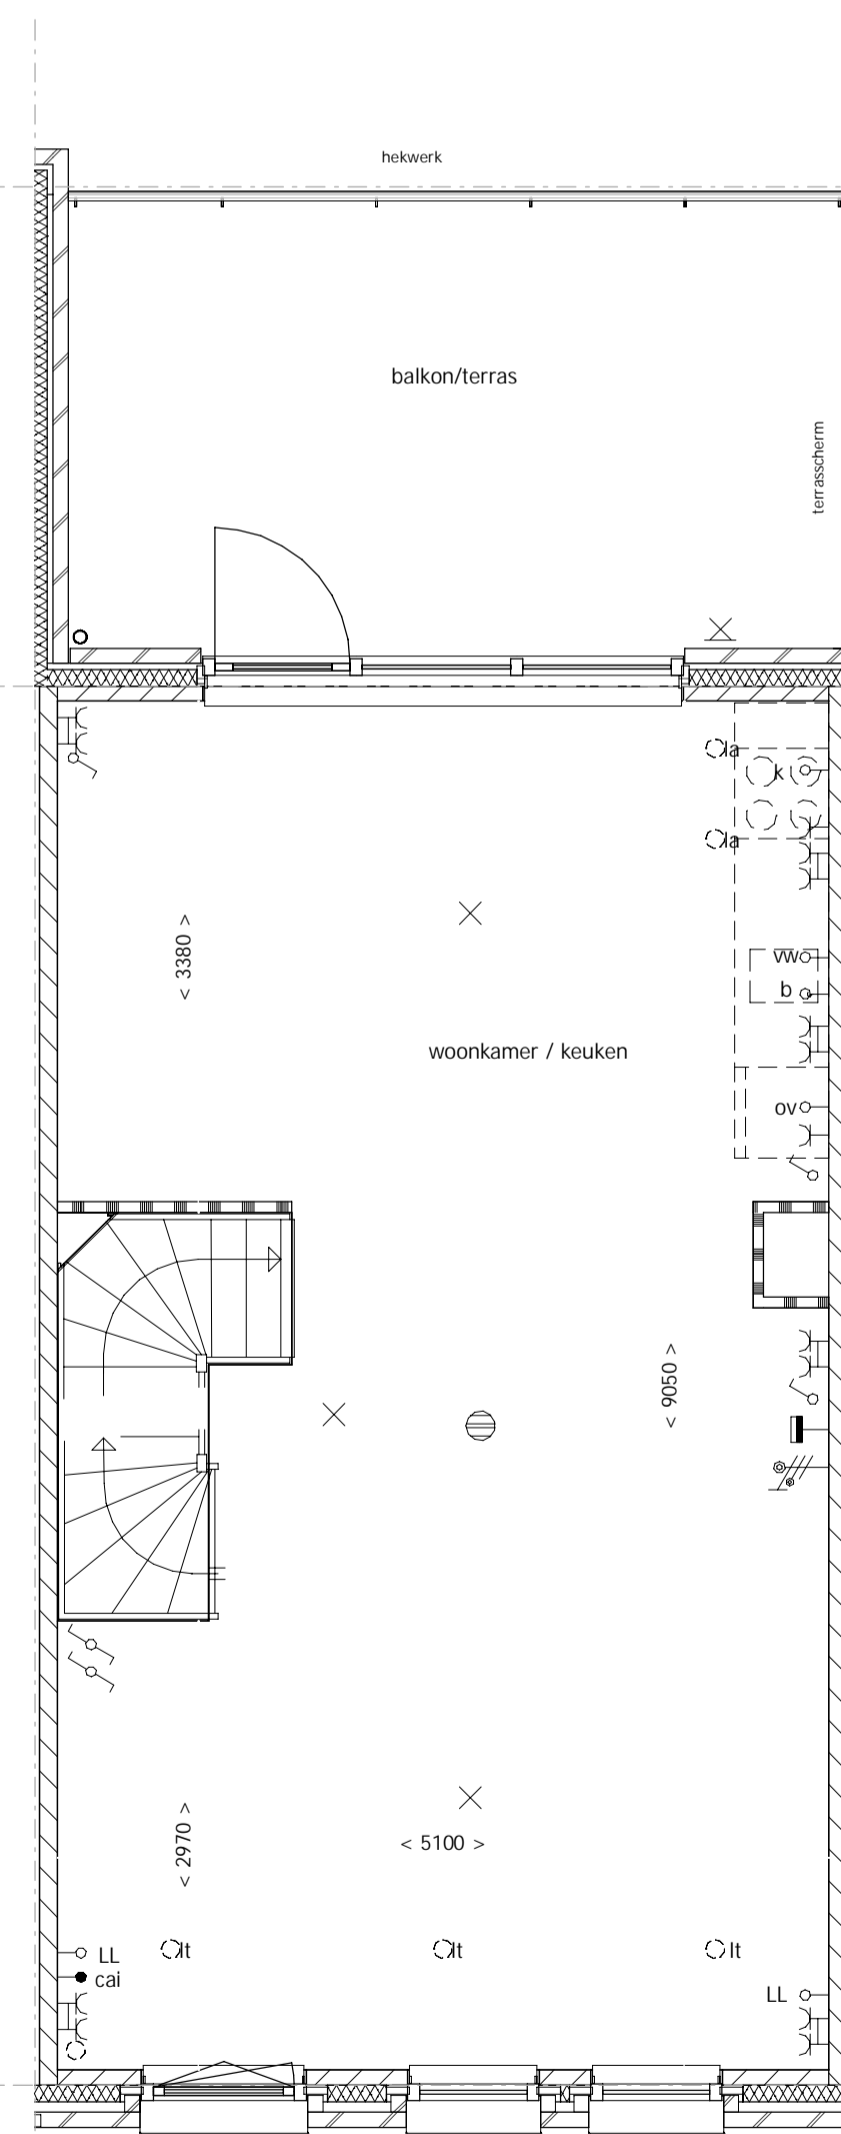 hekwerk
balkon/terras
terrasscherm
la
k
la
< 3380 >
vw
b
woonkamer / keuken
ov
< 9050 >
< 2970 >
< 5100 >
lt
lt
lt
LL
cai
LL